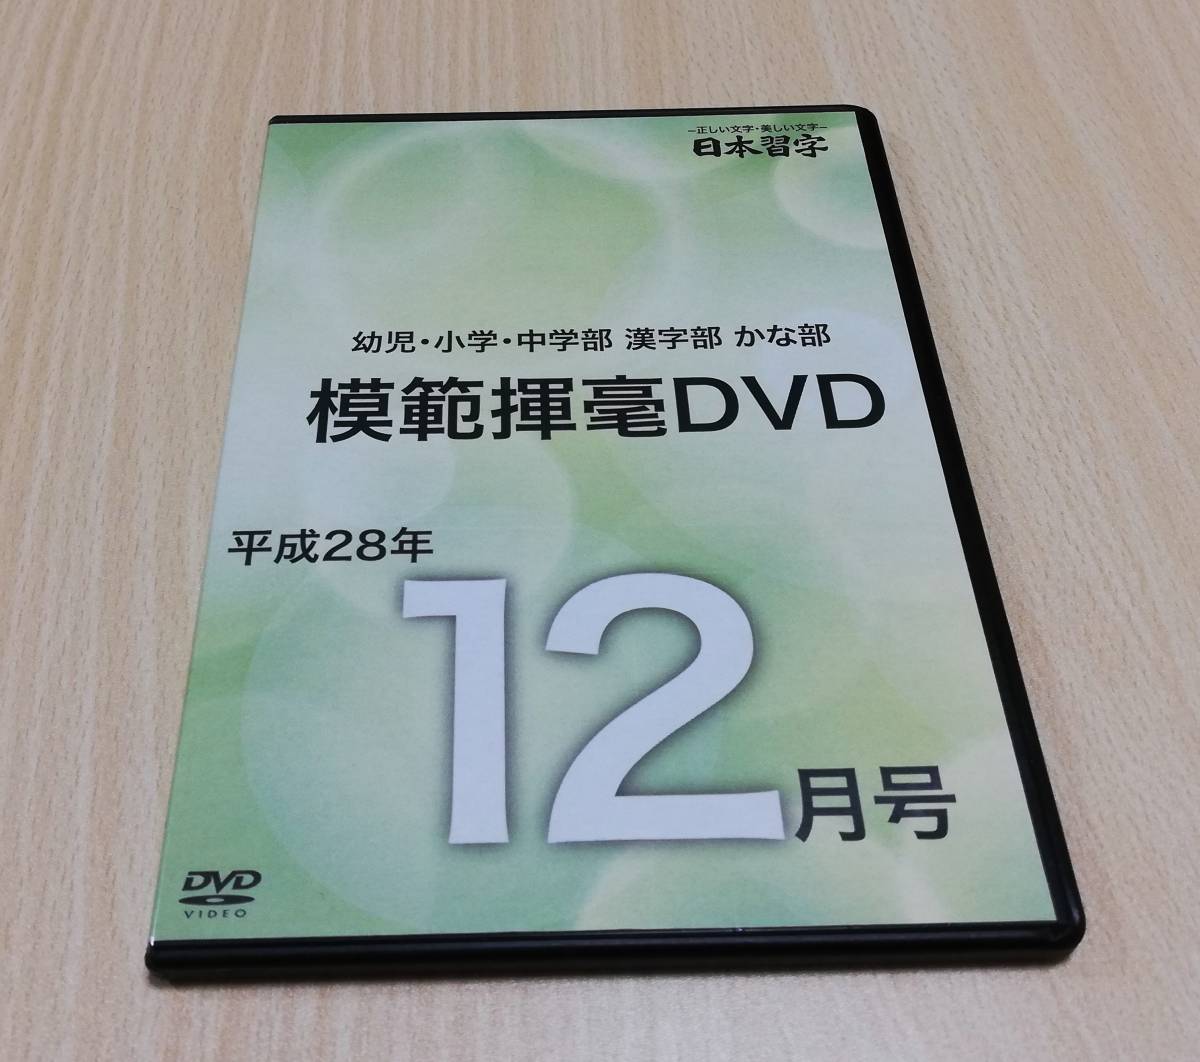 −正しい文字・美しい文字−
日本習字
幼児・小学・中学部 漢字部 かな部
模範揮毫DVD
平成28年
12月号
DVD
VIDEO